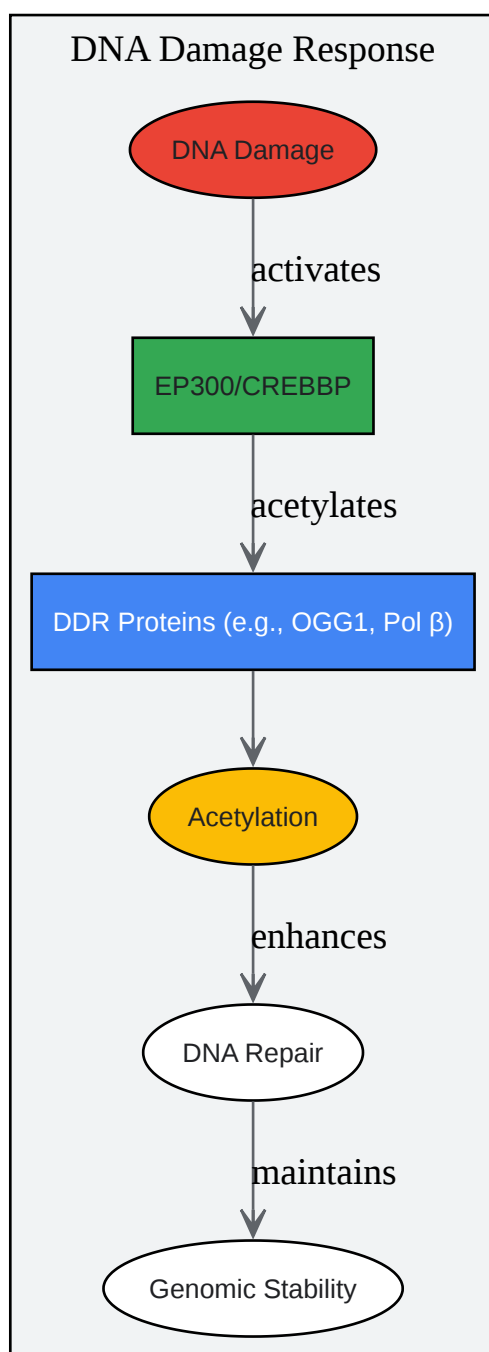 DNA Damage Response
DNA Damage
activates
EP300/CREBBP
acetylates
DDR Proteins (e.g., OGG1, Pol β)
Acetylation
enhances
DNA Repair
maintains
Genomic Stability